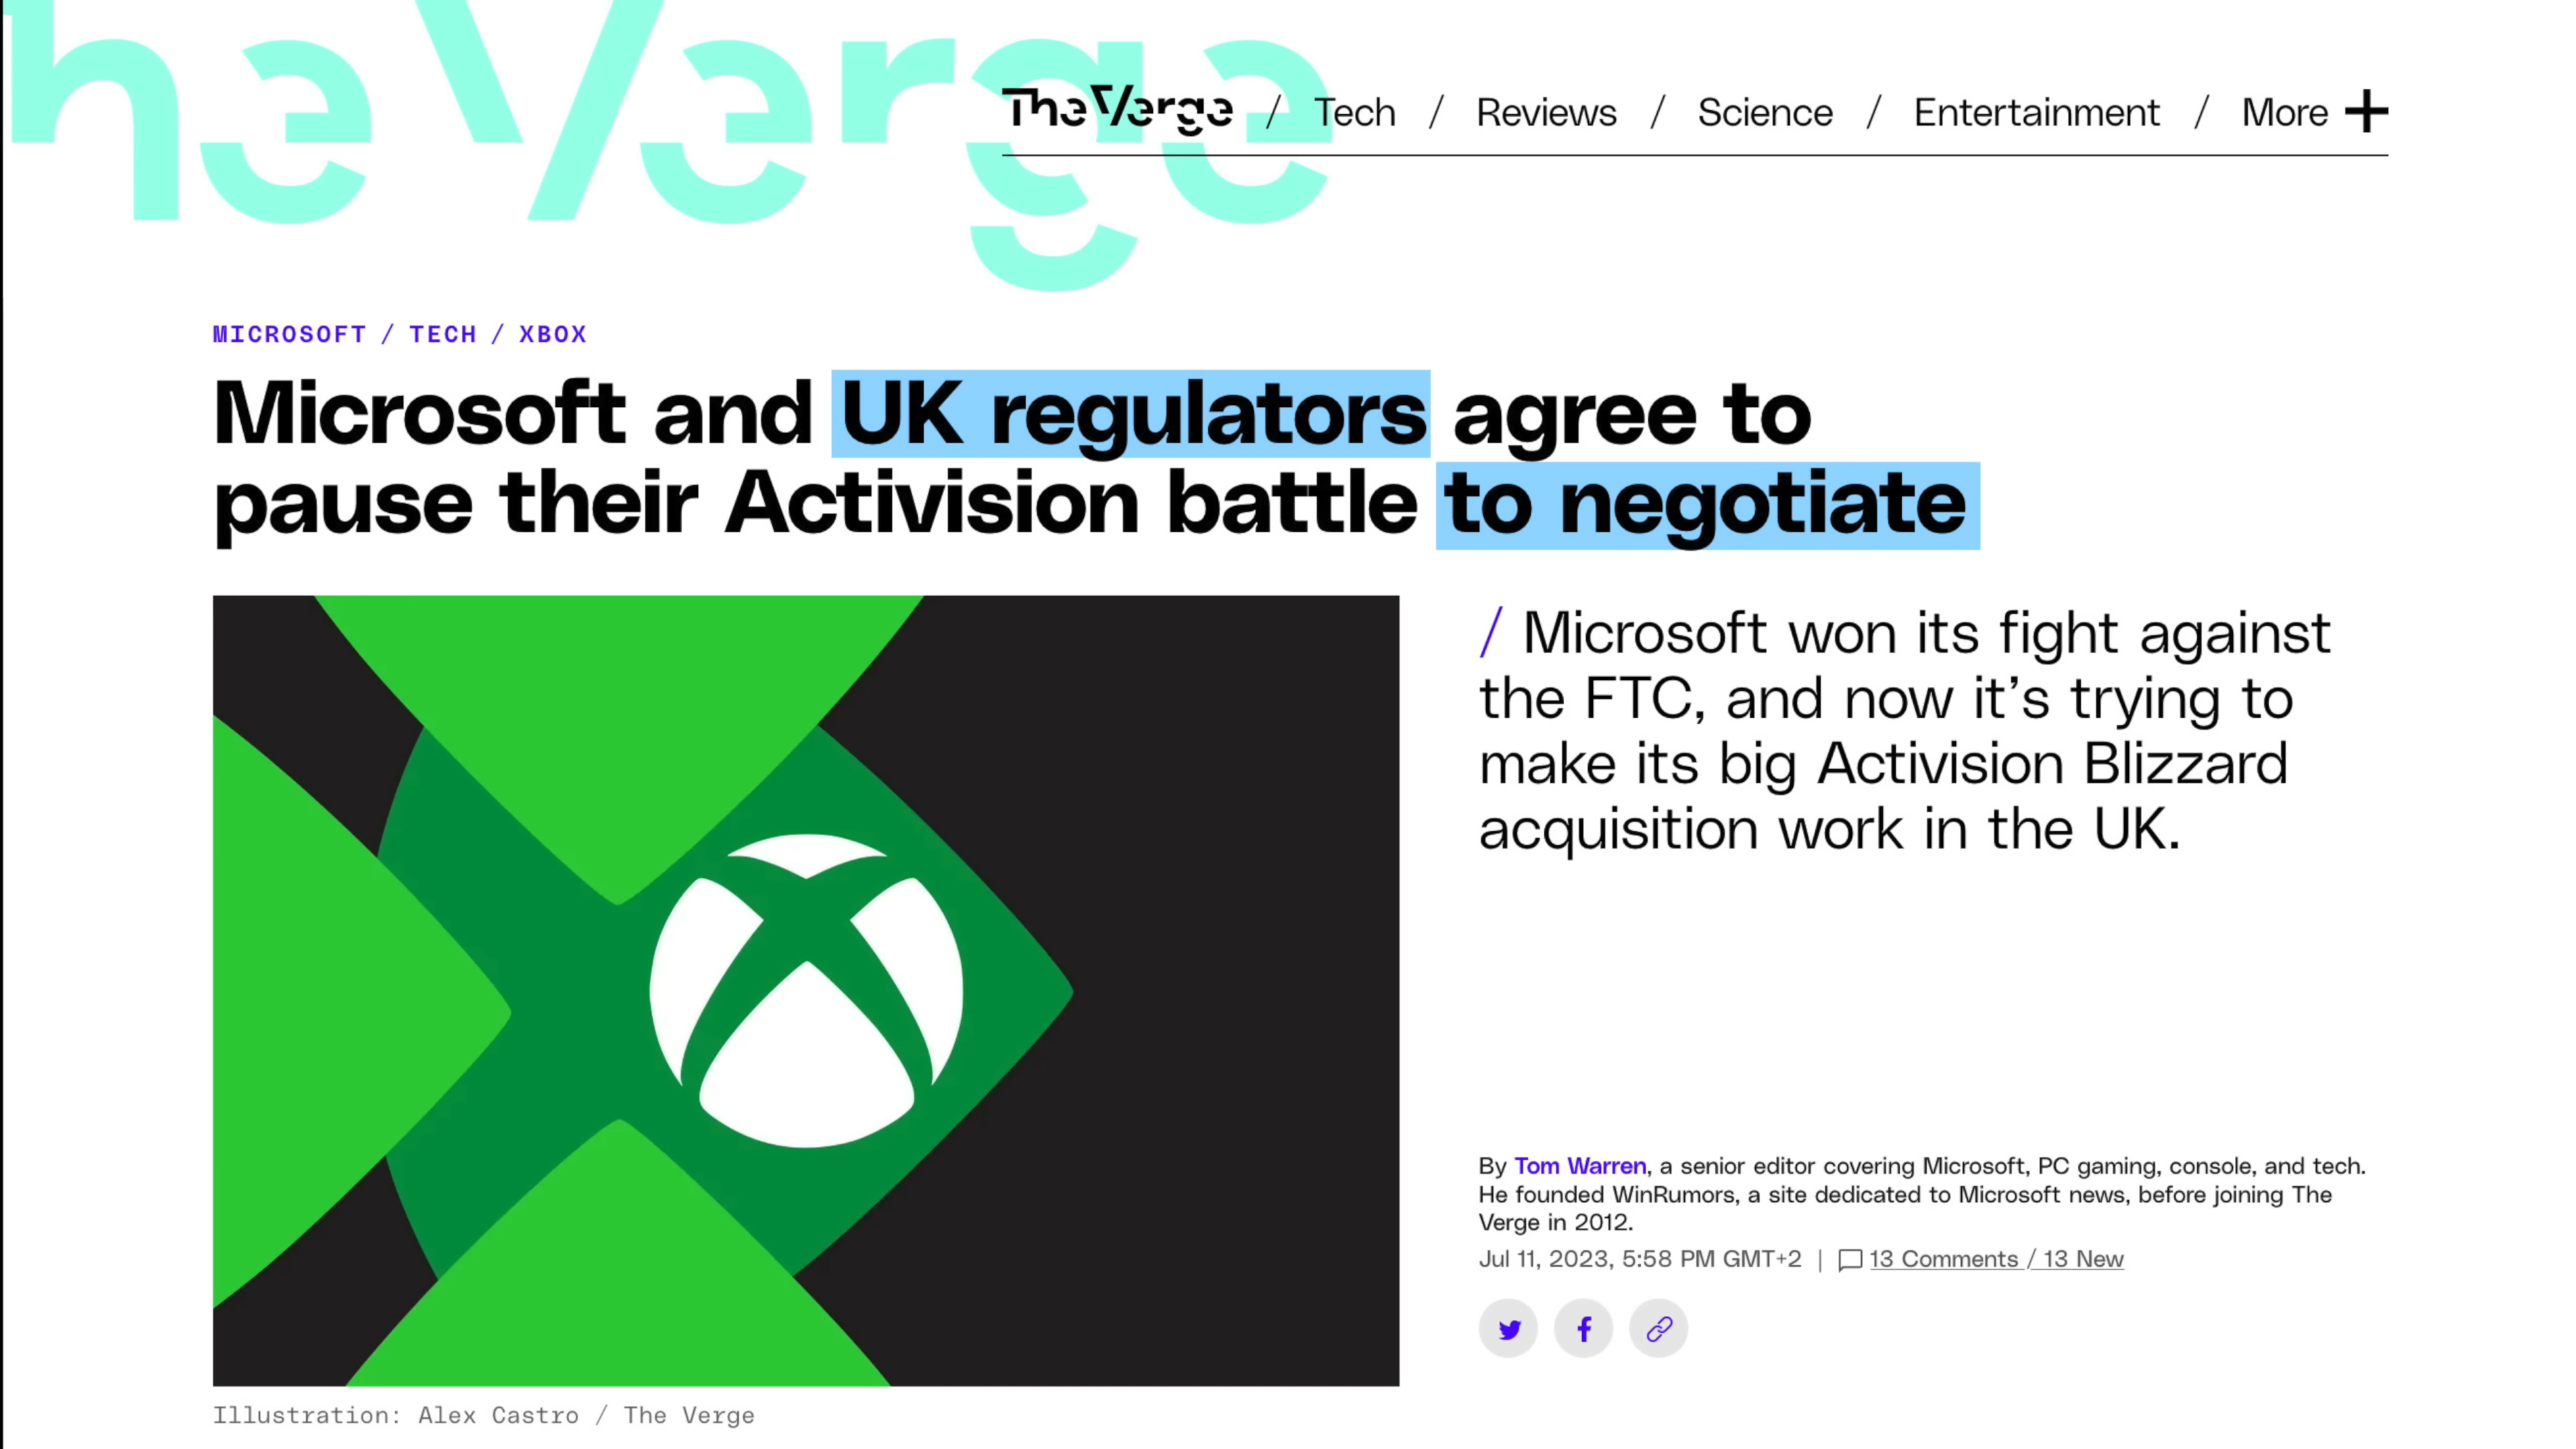 The Verge
The Verge / Tech / Reviews / Science / Entertainment / More
MICROSOFT / TECH / XBOX
Microsoft and UK regulators agree to
pause their Activision battle to negotiate
/ Microsoft won its fight against
the FTC, and now it’s trying to
make its big Activision Blizzard
acquisition work in the UK.
By Tom Warren, a senior editor covering Microsoft, PC gaming, console, and tech.
He founded WinRumors, a site dedicated to Microsoft news, before joining The
Verge in 2012.
Jul 11, 2023, 5:58 PM GMT+2 | 13 Comments / 13 New
Illustration: Alex Castro / The Verge